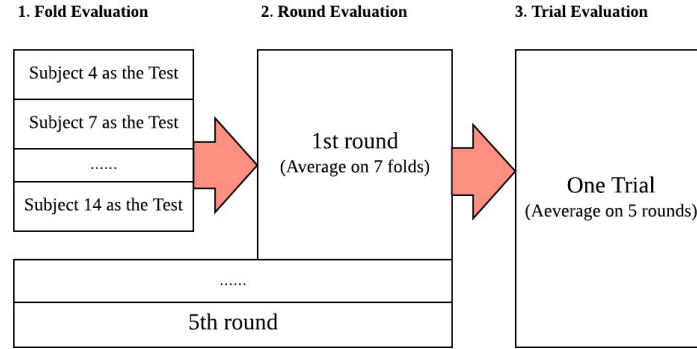 1. Fold Evaluation
2. Round Evaluation
3. Trial Evaluation
Subject 4 as the Test
Subject 7 as the Test
......
Subject 14 as the Test
1st round
(Average on 7 folds)
One Trial
(Aeverage on 5 rounds)
......
5th round